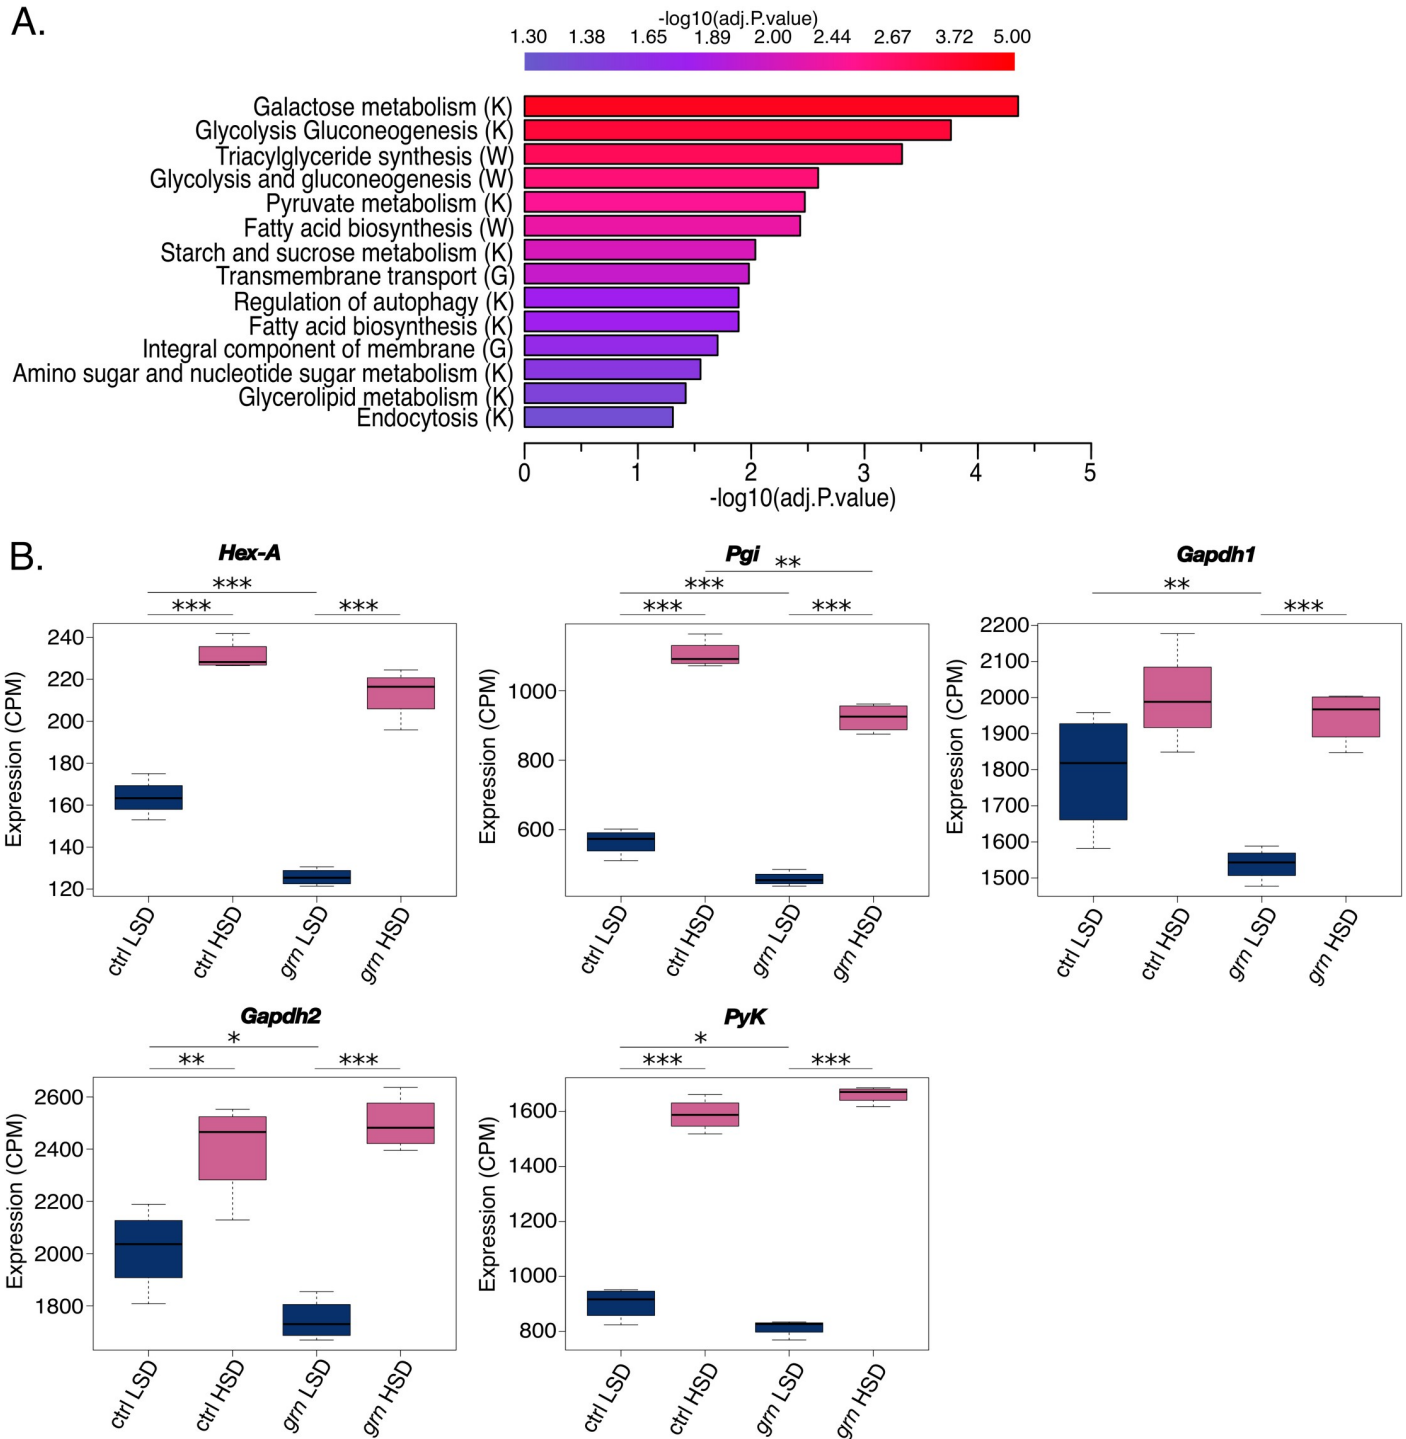 A.
-log10(adj.P.value)
1.30 1.38 1.65 1.89 2.00 2.44 2.67 3.72 5.00
Galactose metabolism (K)
Glycolysis Gluconeogenesis (K)
Triacylglyceride synthesis (W)
Glycolysis and gluconeogenesis (W)
Pyruvate metabolism (K)
Fatty acid biosynthesis (W)
Starch and sucrose metabolism (K)
Transmembrane transport (G)
Regulation of autophagy (K)
Fatty acid biosynthesis (K)
Integral component of membrane (G)
Amino sugar and nucleotide sugar metabolism (K)
Glycerolipid metabolism (K)
Endocytosis (K)
0 1 2 3 4 5
-log10(adj.P.value)
B.
Hex-A
***
*** ***
Expression (CPM)
240
220
200
180
160
140
120
ctrl LSD
ctrl HSD
grn LSD
grn HSD
Pgi
**
***
*** ***
Expression (CPM)
1000
800
600
ctrl LSD
ctrl HSD
grn LSD
grn HSD
Gapdh1
**
***
Expression (CPM)
2200
2100
2000
1900
1800
1700
1600
1500
ctrl LSD
ctrl HSD
grn LSD
grn HSD
Gapdh2
*
** ***
Expression (CPM)
2600
2400
2200
2000
1800
ctrl LSD
ctrl HSD
grn LSD
grn HSD
PyK
*
*** ***
Expression (CPM)
1600
1400
1200
1000
800
ctrl LSD
ctrl HSD
grn LSD
grn HSD